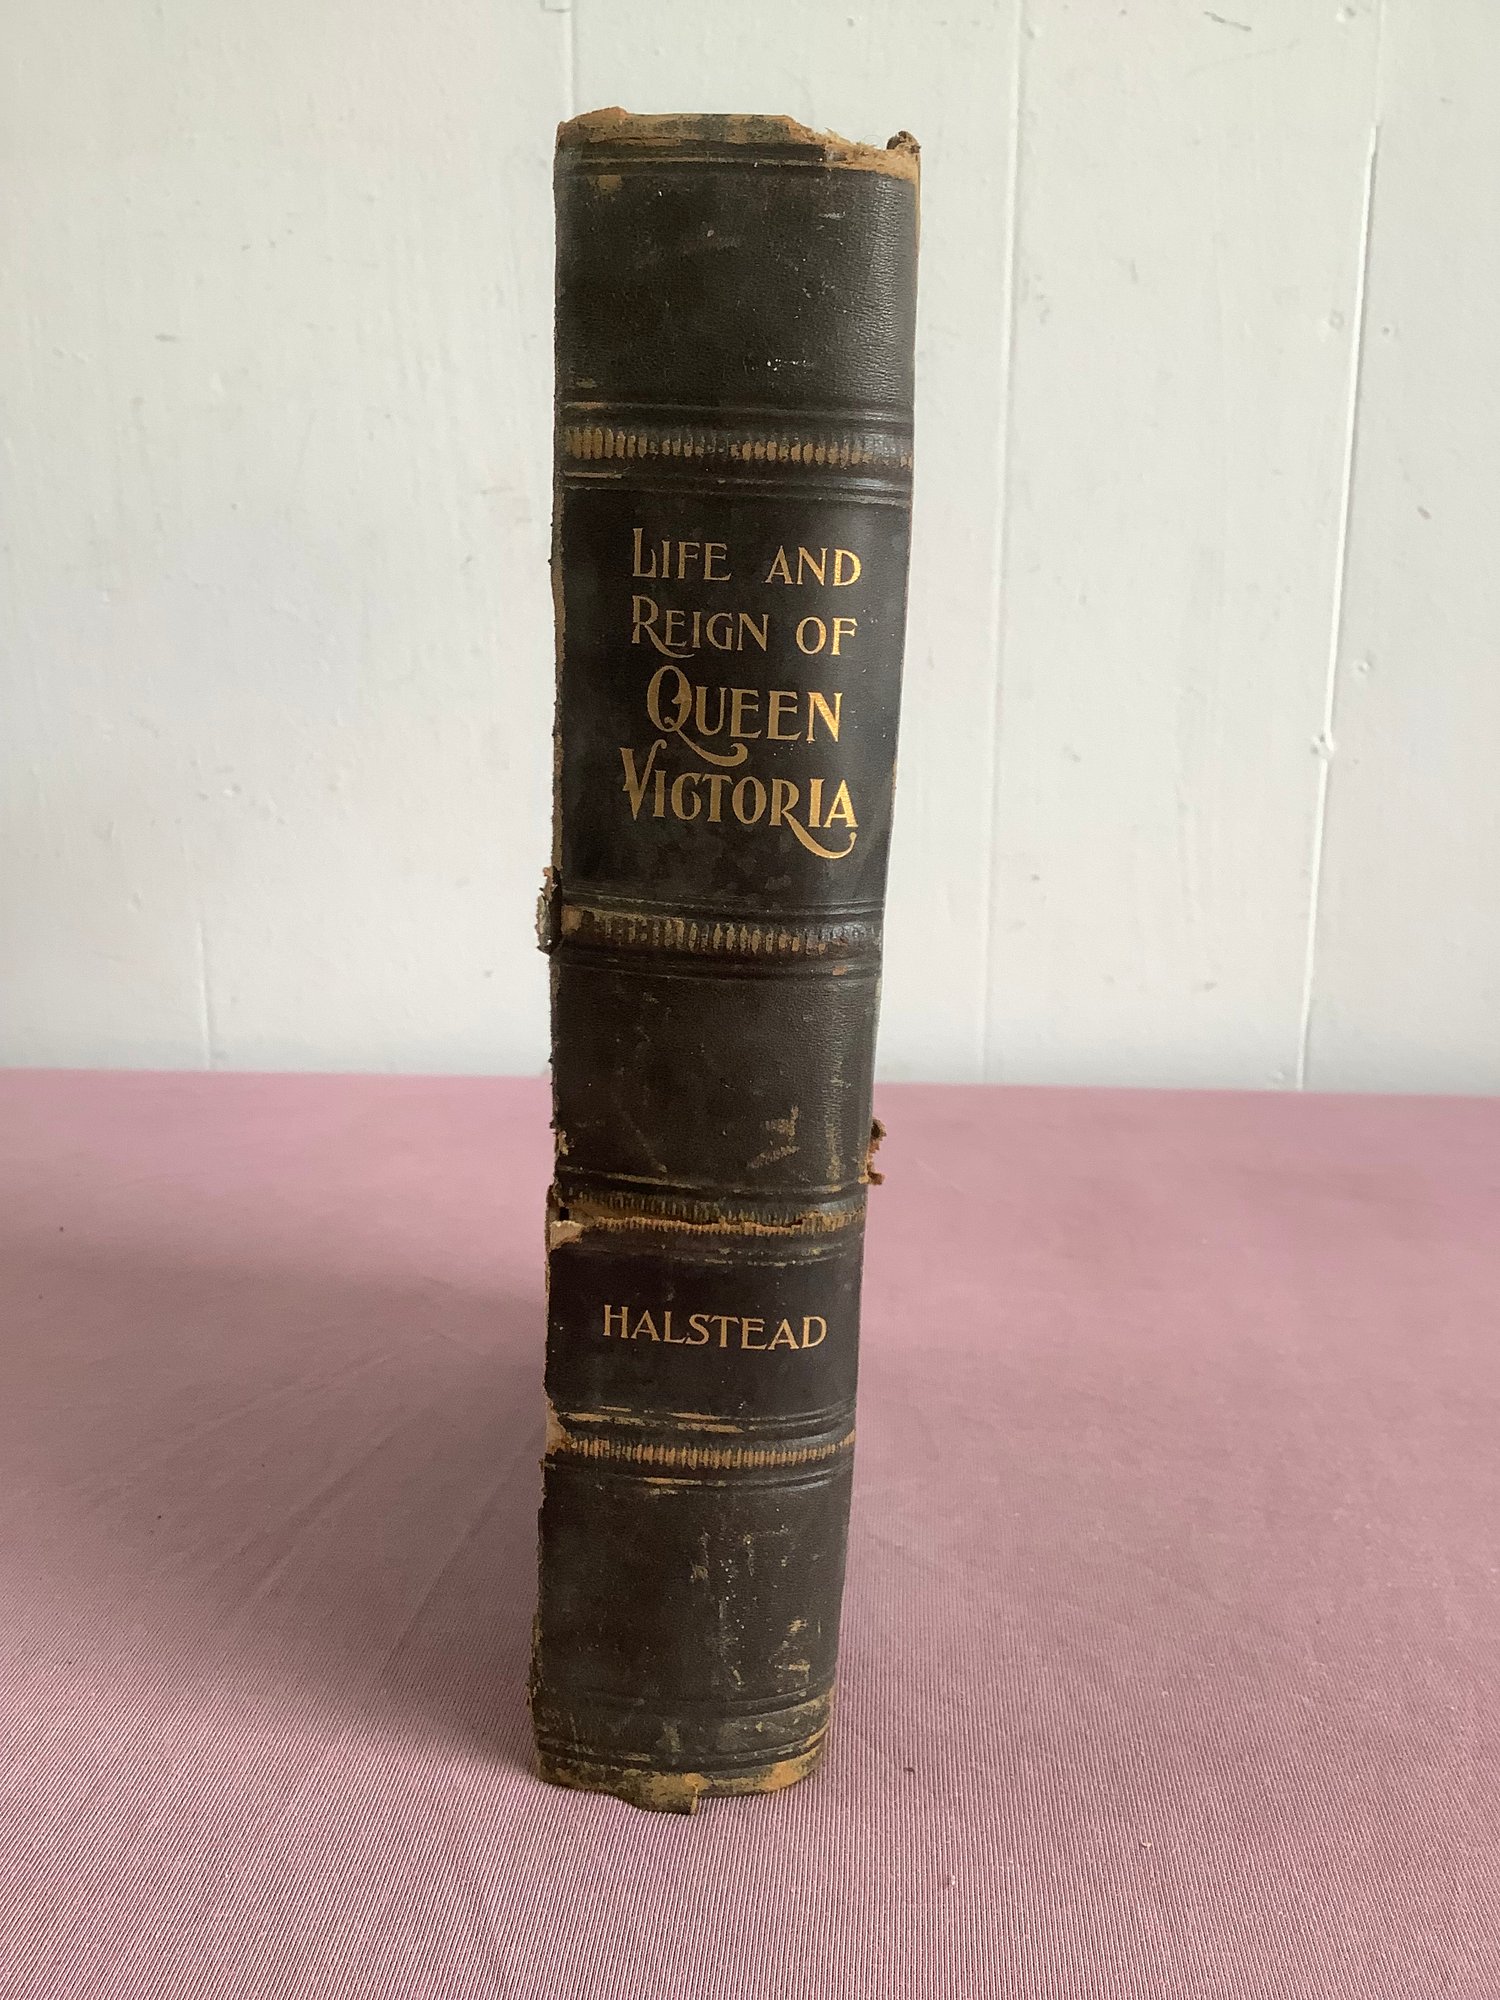 LIFE AND
REIGN OF
QUEEN
VICTORIA
HALSTEAD